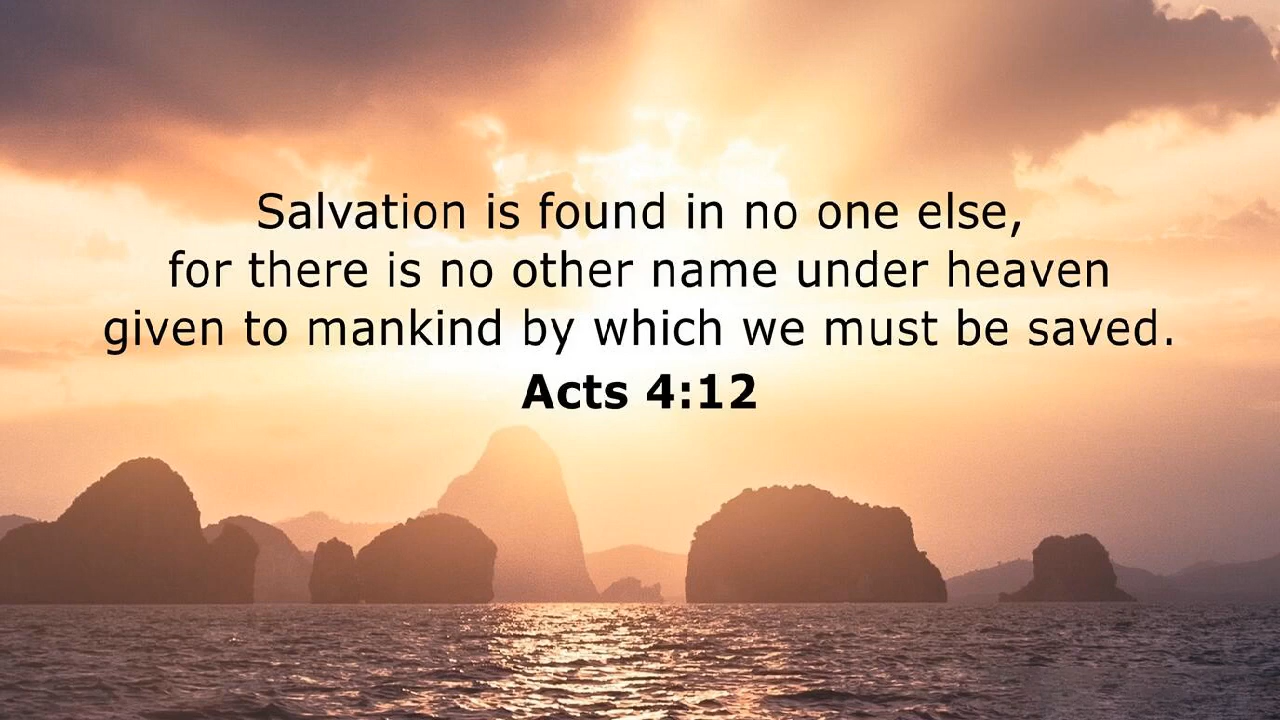 Salvation is found in no one else,
for there is no other name under heaven
given to mankind by which we must be saved.
Acts 4:12